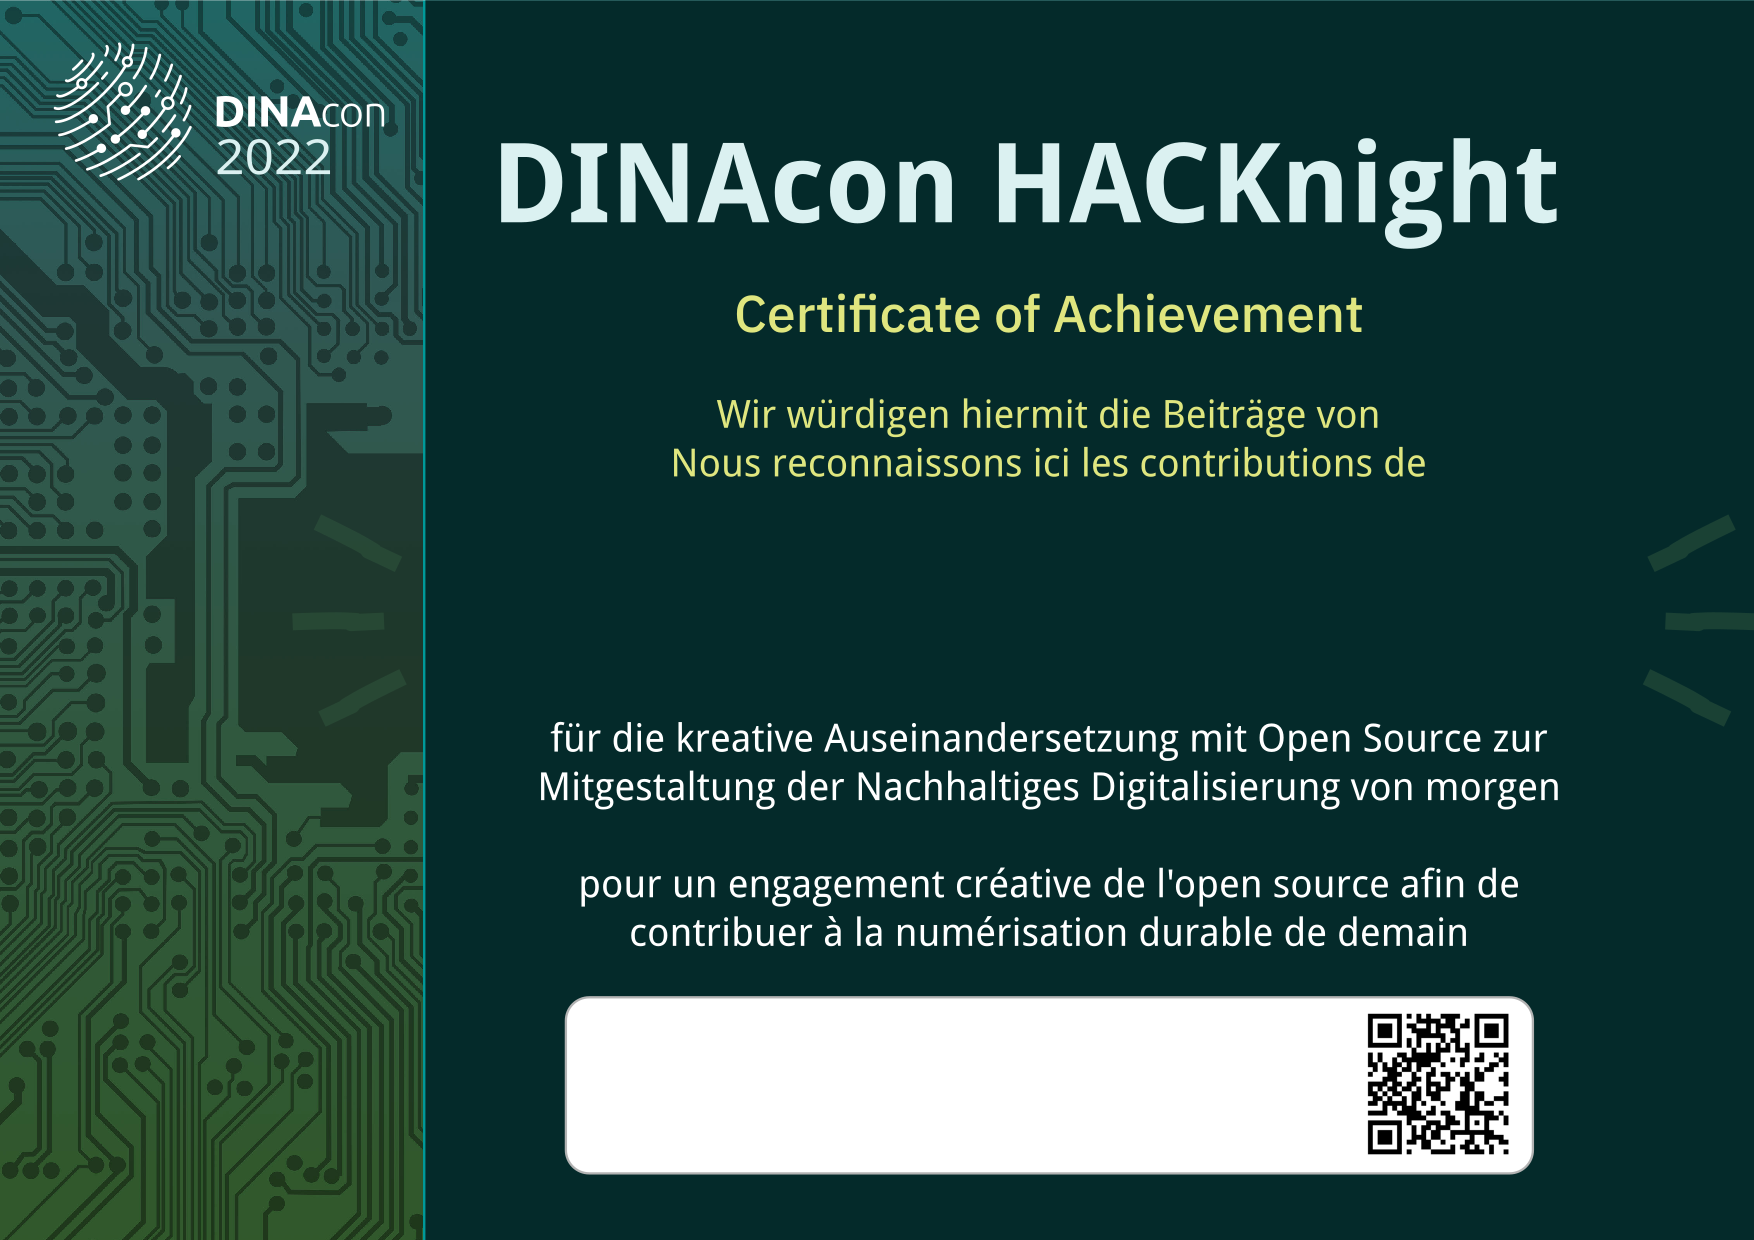 DINAcon
2022
DINAcon HACKnight
Certificate of Achievement
Wir würdigen hiermit die Beiträge von
Nous reconnaissons ici les contributions de
für die kreative Auseinandersetzung mit Open Source zur
Mitgestaltung der Nachhaltiges Digitalisierung von morgen
pour un engagement créative de l'open source afin de
contribuer à la numérisation durable de demain